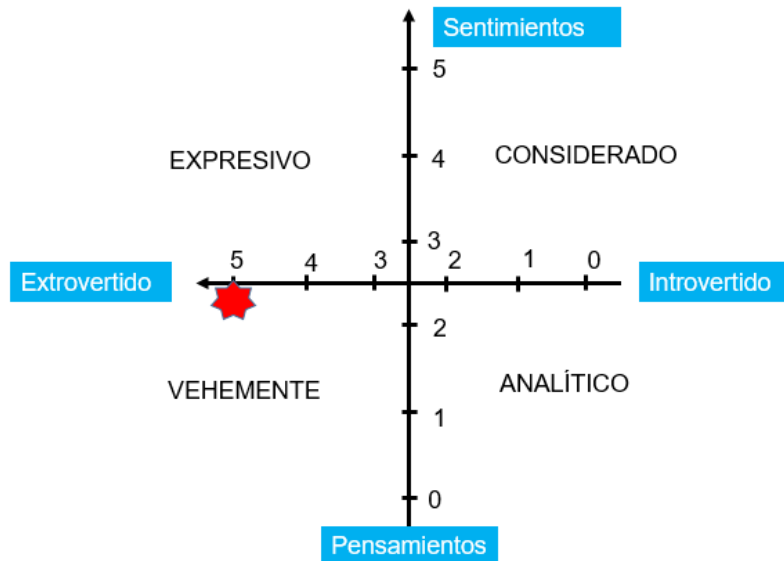 Sentimientos
5
EXPRESIVO
4
CONSIDERADO
3
5 4 3 2 1 0
Extrovertido
Introvertido
2
VEHEMENTE
ANALÍTICO
1
0
Pensamientos